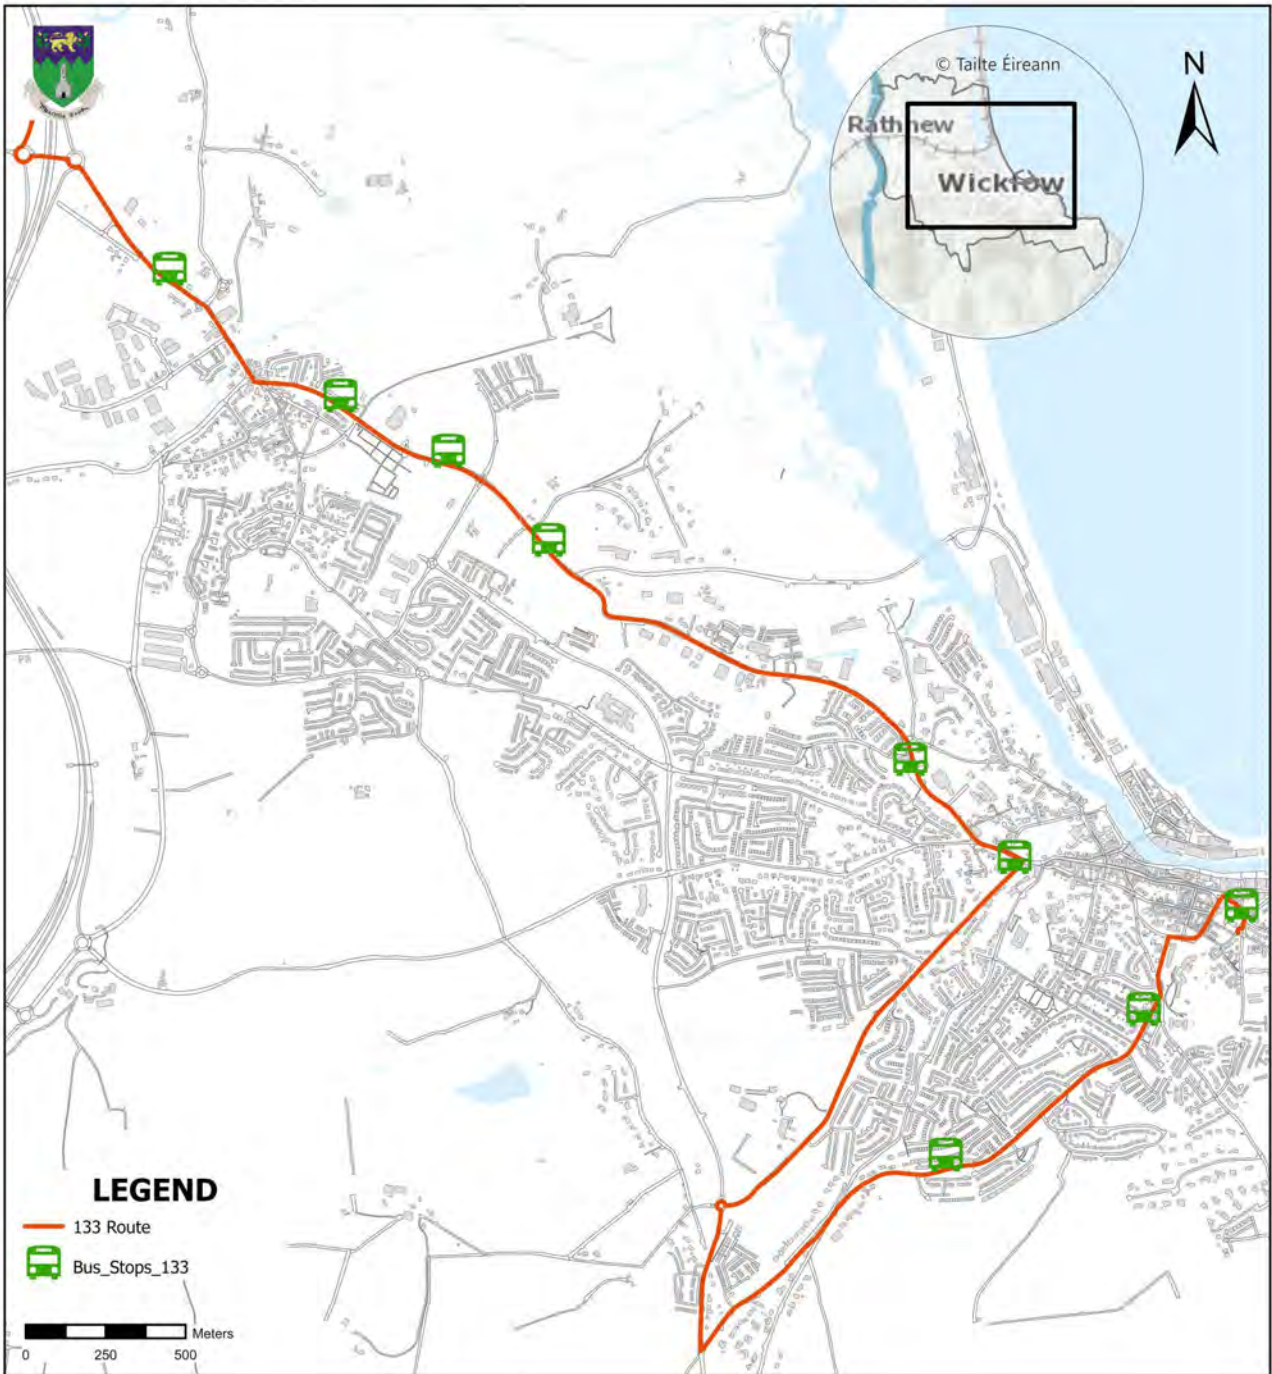 © Tailte Éireann
N
Rathnew
Wicklow
LEGEND
133 Route
Bus_Stops_133
Meters
0 250 500